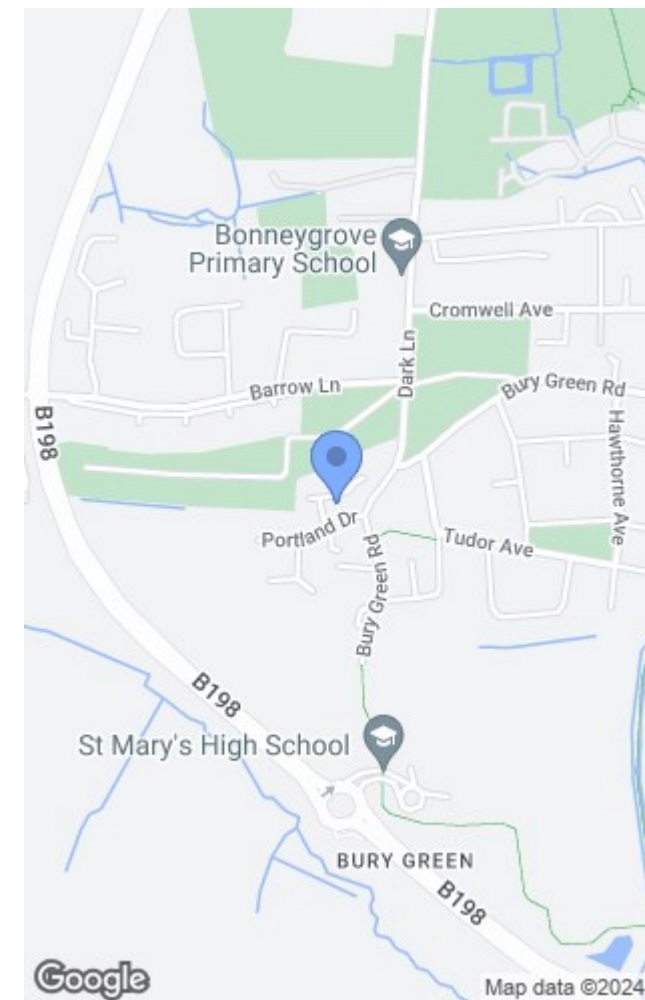 Bonneygrove
Primary School
Cromwell Ave
Dark Ln
Barrow Ln
Bury Green Rd
B198
Hawthorne Ave
Portland Dr
Tudor Ave
Bury Green Rd
B198
St Mary's High School
BURY GREEN
B198
Google
Map data ©2024